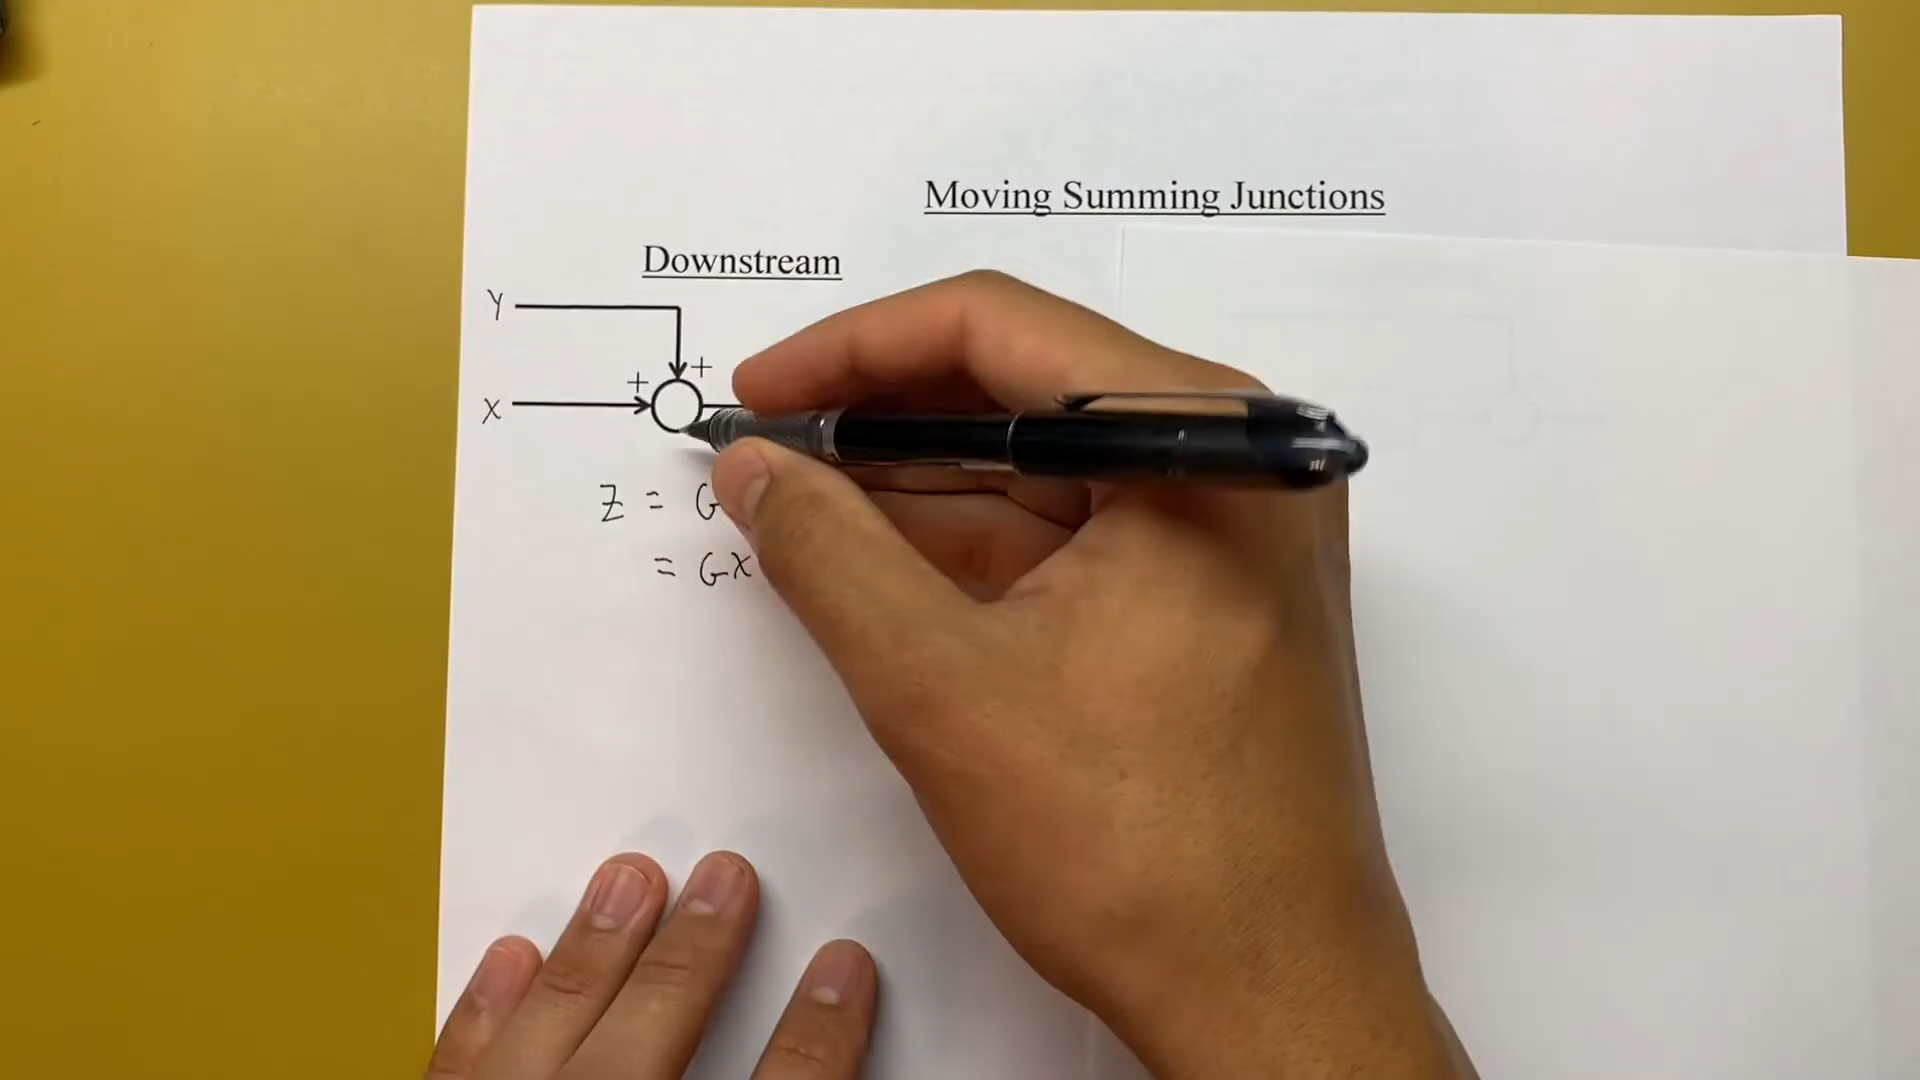 Moving Summing Junctions
Downstream
Y
+
+
X
Z = G
= GX